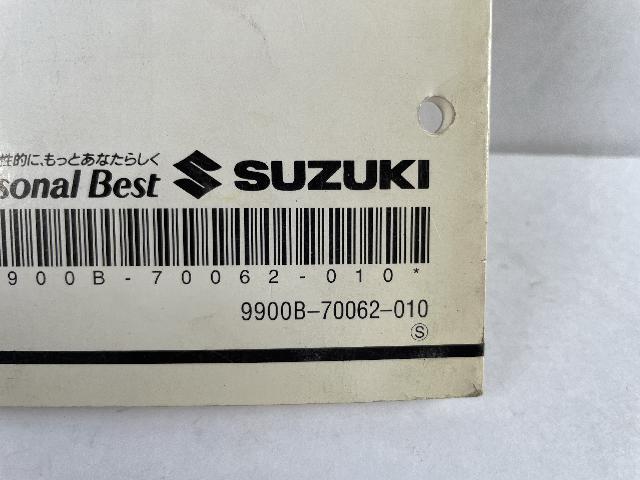 性的に、もっとあなたらしく
sonal Best SUZUKI
900B-70062-010*
9900B-70062-010
S